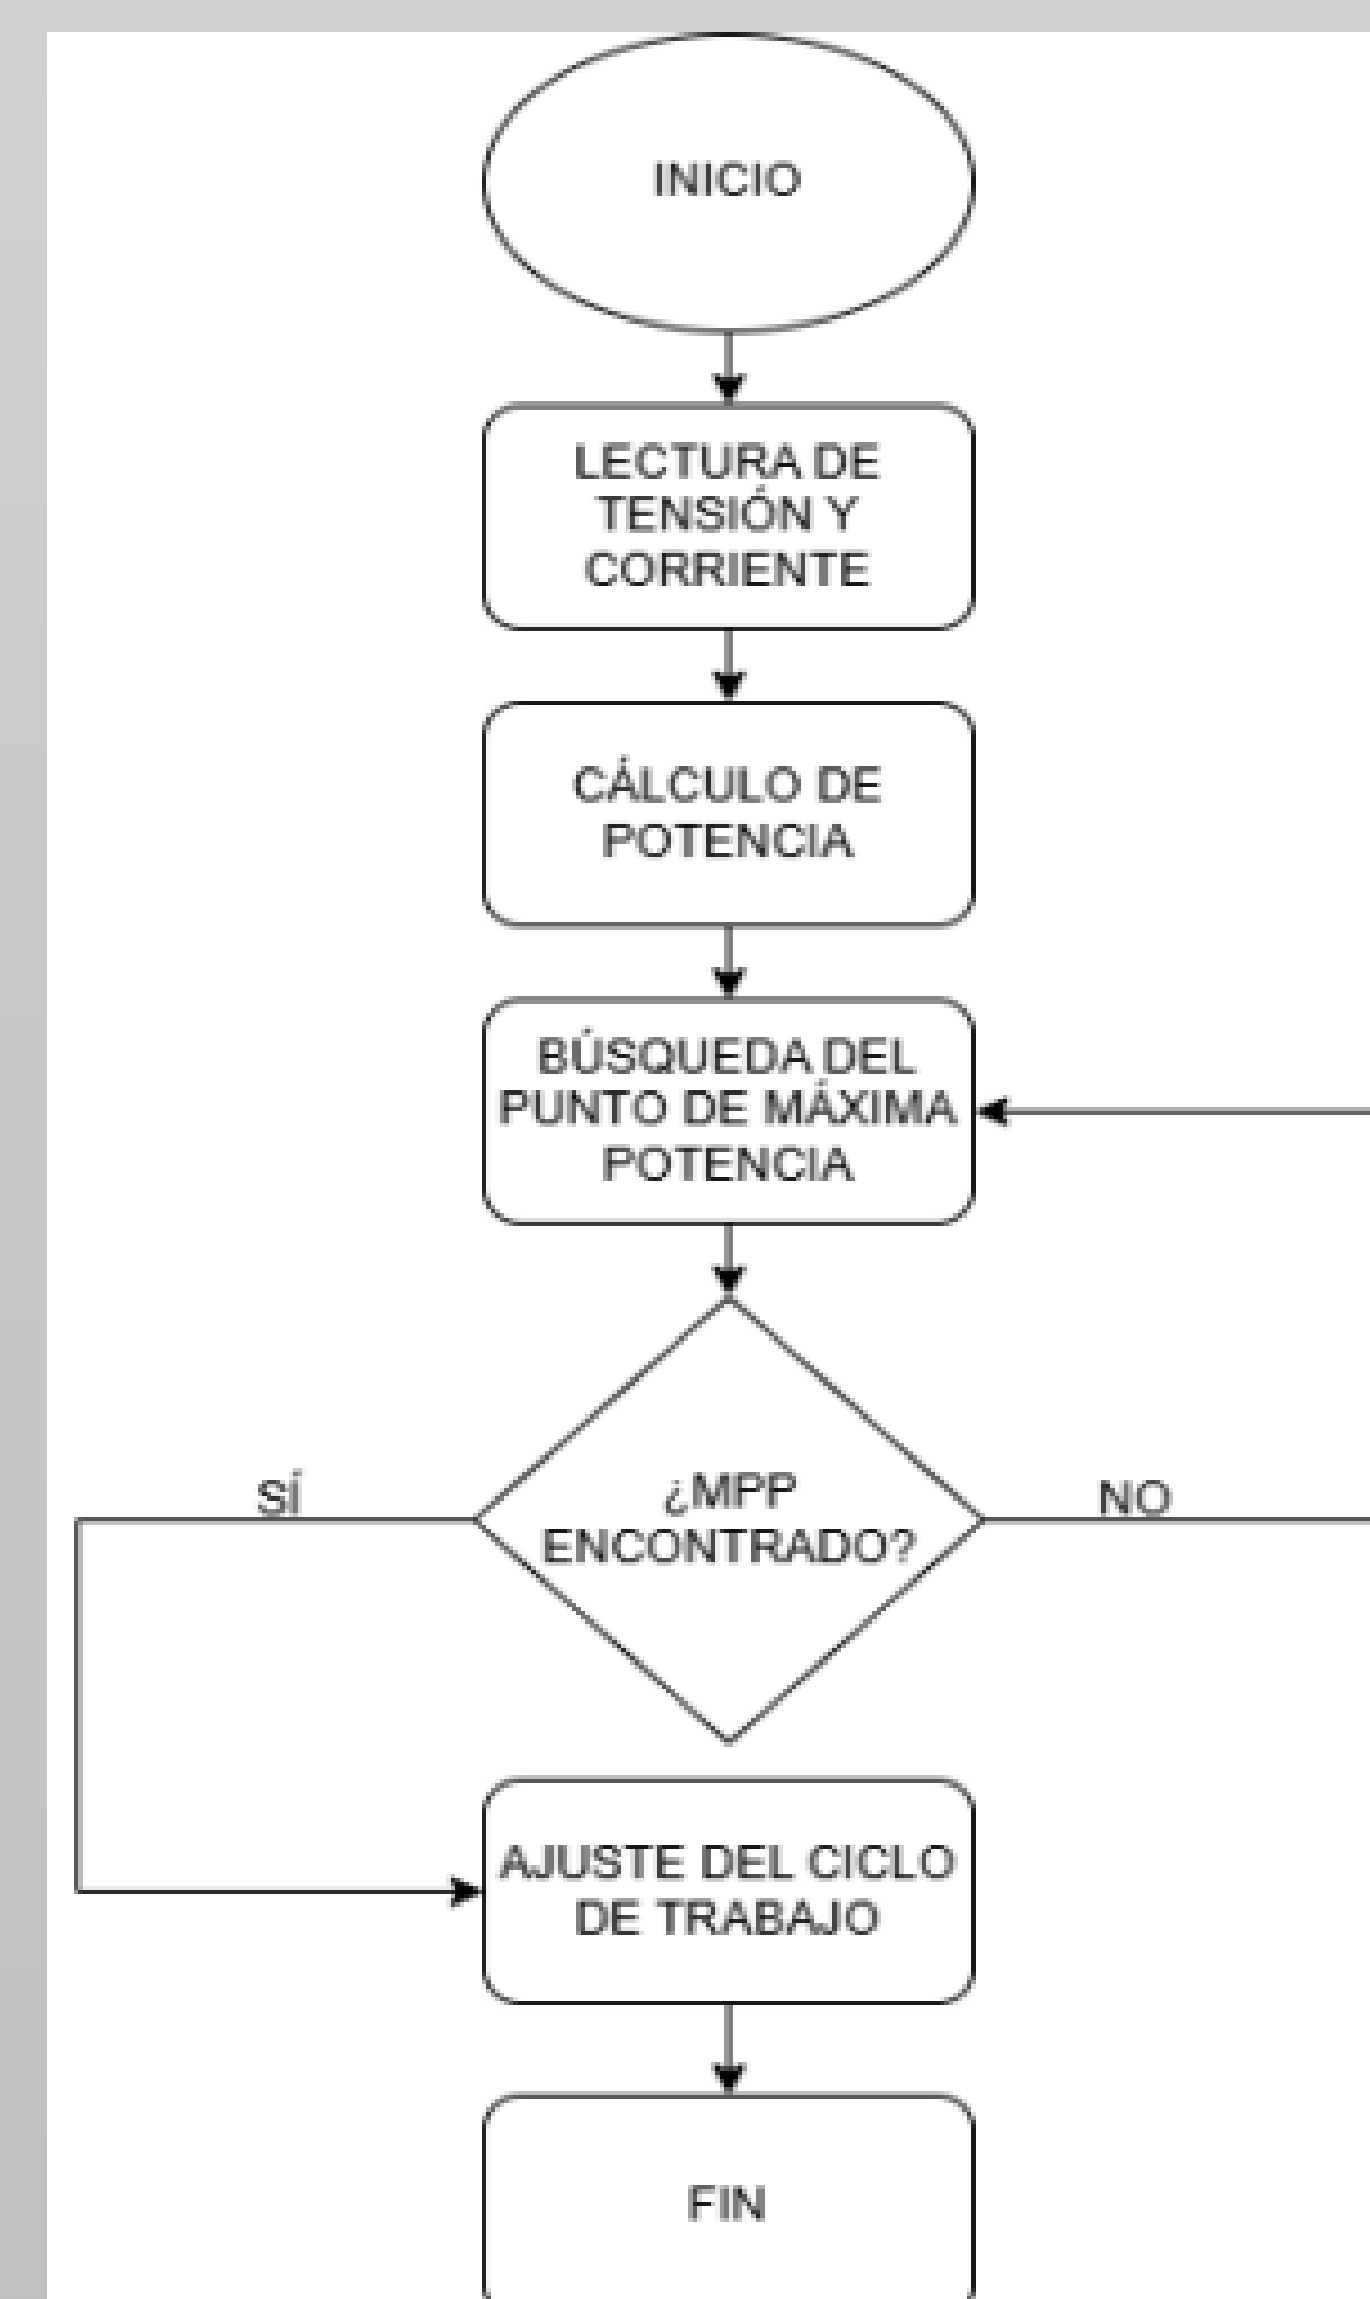 INICIO
LECTURA DE
TENSIÓN Y
CORRIENTE
CÁLCULO DE
POTENCIA
BÚSQUEDA DEL
PUNTO DE MÁXIMA
POTENCIA
¿MPP
ENCONTRADO?
SÍ
NO
AJUSTE DEL CICLO
DE TRABAJO
FIN